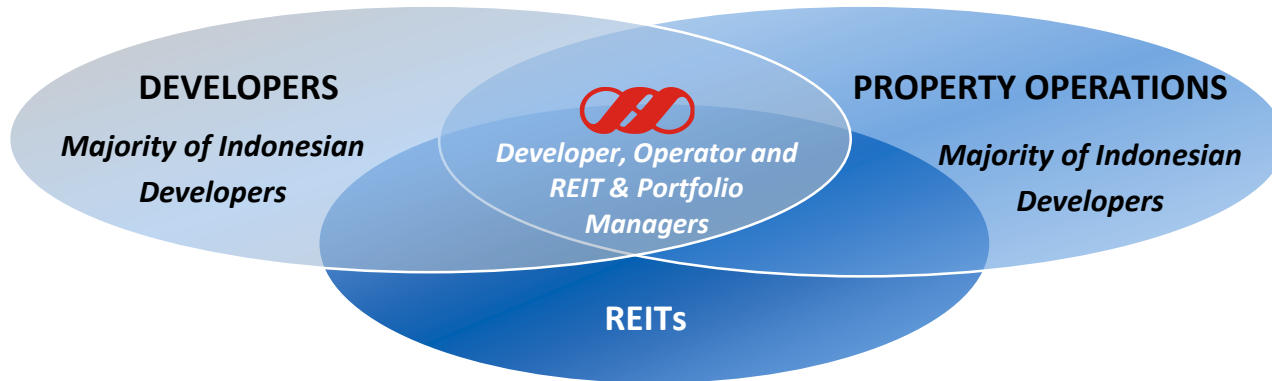 DEVELOPERS
Majority of Indonesian
Developers
Developer, Operator and
REIT & Portfolio
Managers
PROPERTY OPERATIONS
Majority of Indonesian
Developers
REITs